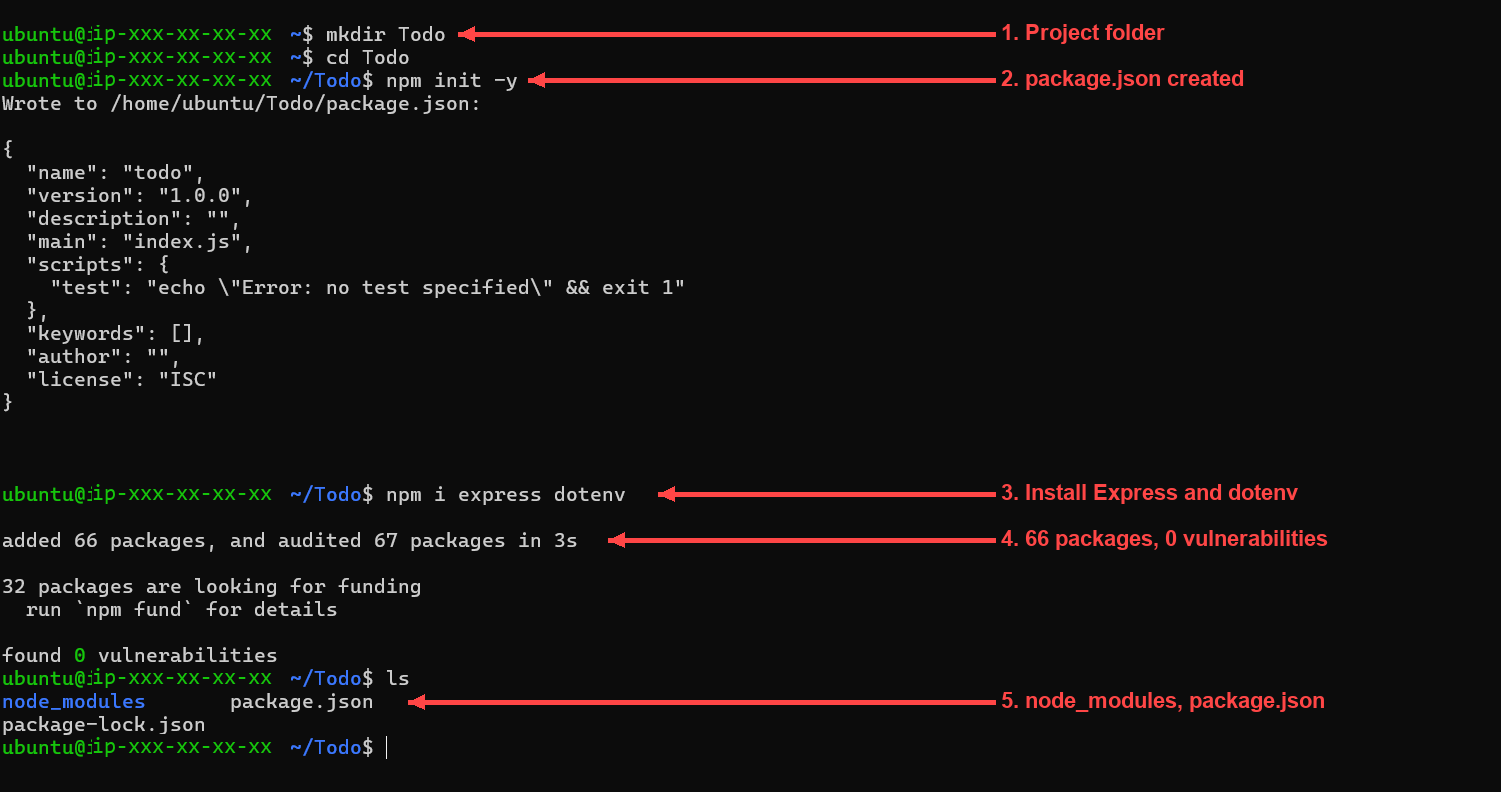 ubuntu@ip-xxx-xx-xx-xx ~$ mkdir Todo 1. Project folder
ubuntu@ip-xxx-xx-xx-xx ~$ cd Todo
ubuntu@ip-xxx-xx-xx-xx ~/Todo$ npm init -y 2. package.json created
Wrote to /home/ubuntu/Todo/package.json:
{
  "name": "todo",
  "version": "1.0.0",
  "description": "",
  "main": "index.js",
  "scripts": {
    "test": "echo \"Error: no test specified\" && exit 1"
  },
  "keywords": [],
  "author": "",
  "license": "ISC"
}
ubuntu@ip-xxx-xx-xx-xx ~/Todo$ npm i express dotenv 3. Install Express and dotenv
added 66 packages, and audited 67 packages in 3s 4. 66 packages, 0 vulnerabilities
32 packages are looking for funding
  run `npm fund` for details
found 0 vulnerabilities
ubuntu@ip-xxx-xx-xx-xx ~/Todo$ ls
node_modules package.json 5. node_modules, package.json
package-lock.json
ubuntu@ip-xxx-xx-xx-xx ~/Todo$